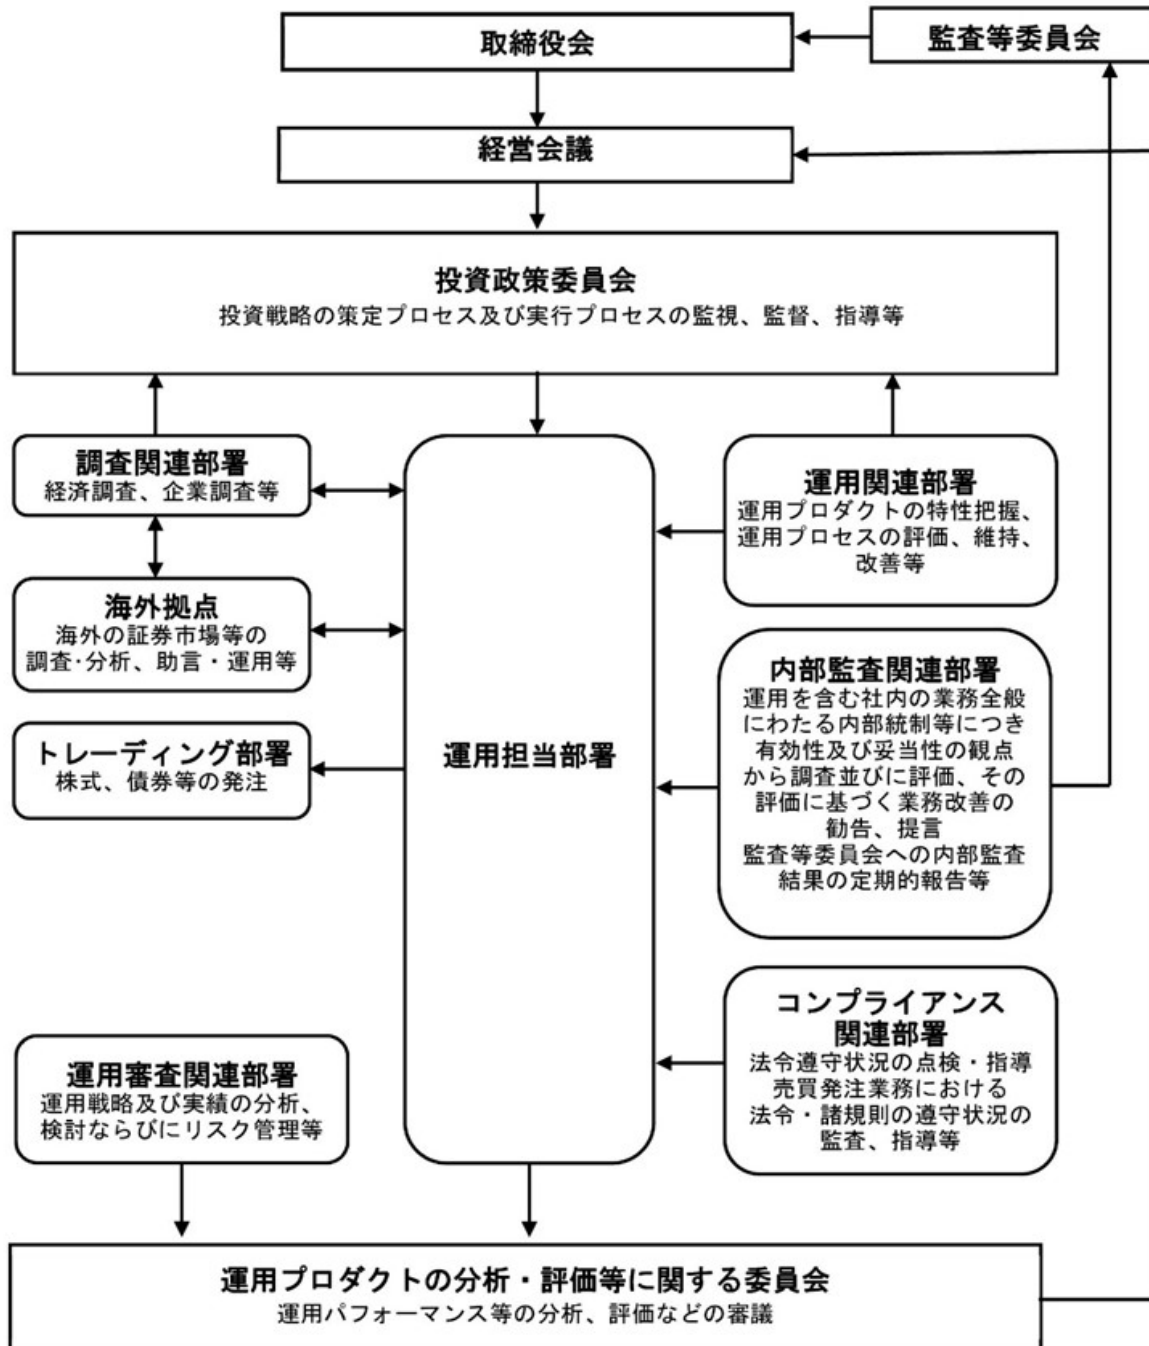 取締役会
監査等委員会
経営会議
投資政策委員会
投資戦略の策定プロセス及び実行プロセスの監視、監督、指導等
調査関連部署
経済調査、企業調査等
海外拠点
海外の証券市場等の
調査・分析、助言・運用等
トレーディング部署
株式、債券等の発注
運用審査関連部署
運用戦略及び実績の分析、
検討ならびにリスク管理等
運用担当部署
運用関連部署
運用プロダクトの特性把握、
運用プロセスの評価、維持、
改善等
内部監査関連部署
運用を含む社内の業務全般
にわたる内部統制等につき
有効性及び妥当性の観点
から調査並びに評価、その
評価に基づく業務改善の
勧告、提言
監査等委員会への内部監査
結果の定期的報告等
コンプライアンス
関連部署
法令遵守状況の点検・指導
売買発注業務における
法令・諸規則の遵守状況の
監査、指導等
運用プロダクトの分析・評価等に関する委員会
運用パフォーマンス等の分析、評価などの審議